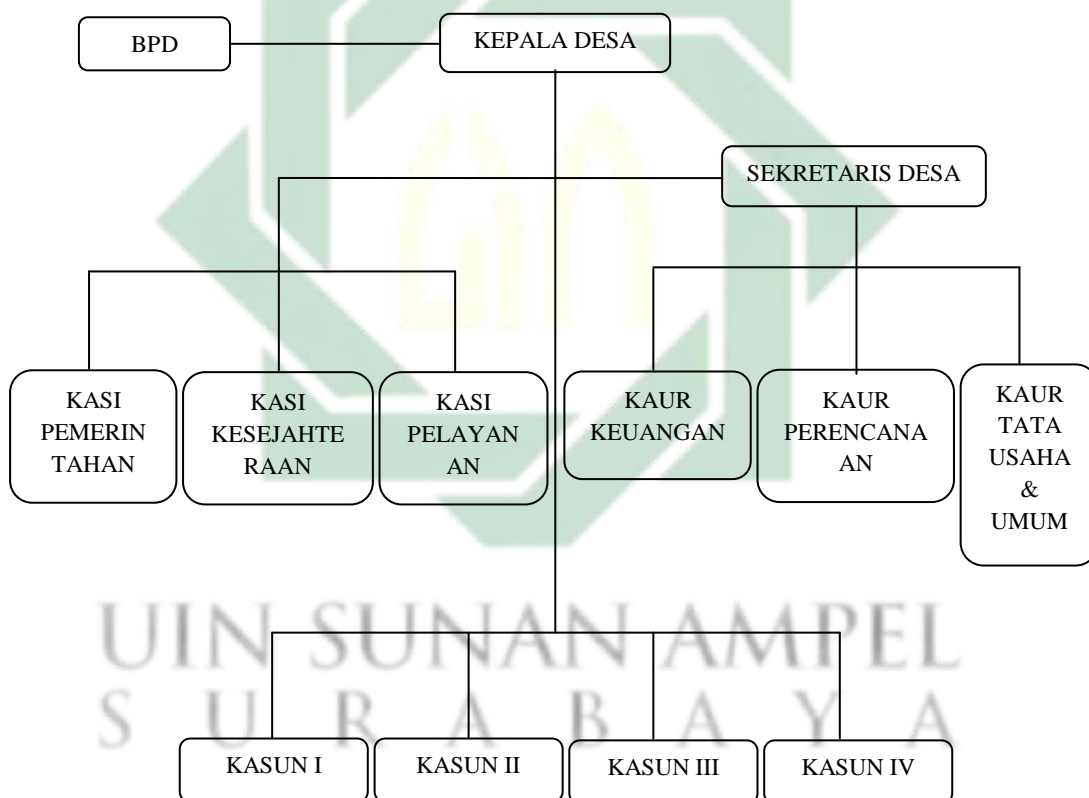 BPD
KEPALA DESA
SEKRETARIS DESA
KASI
PEMERIN
TAHAN
KASI
KESEJAHTE
RAAN
KASI
PELAYAN
AN
KAUR
KEUANGAN
KAUR
PERENCANA
AN
KAUR
TATA
USAHA
&
UMUM
UIN SUNAN AMPEL
SURABAYA
KASUN I
KASUN II
KASUN III
KASUN IV